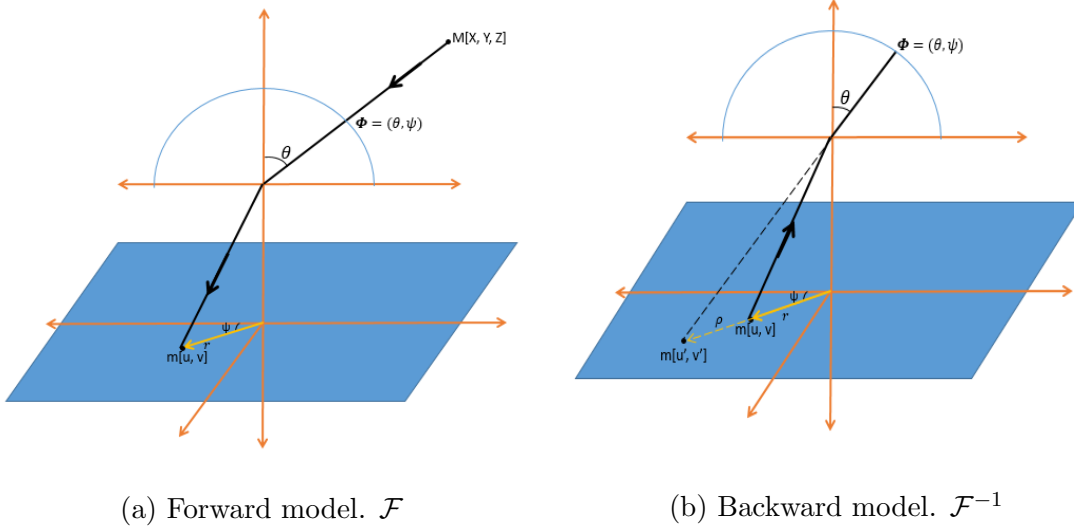 M[X, Y, Z]
Φ = (θ,ψ)
θ
ψ
r
m[u, v]
(a) Forward model. F
Φ = (θ,ψ)
θ
ψ
r
ρ
m[u, v]
m[u', v']
(b) Backward model. F⁻¹